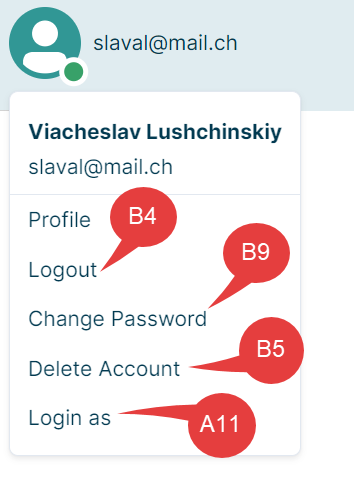 slaval@mail.ch
Viacheslav Lushchinskiy
slaval@mail.ch
Profile
B4
Logout
B9
Change Password
B5
Delete Account
Login as
A11